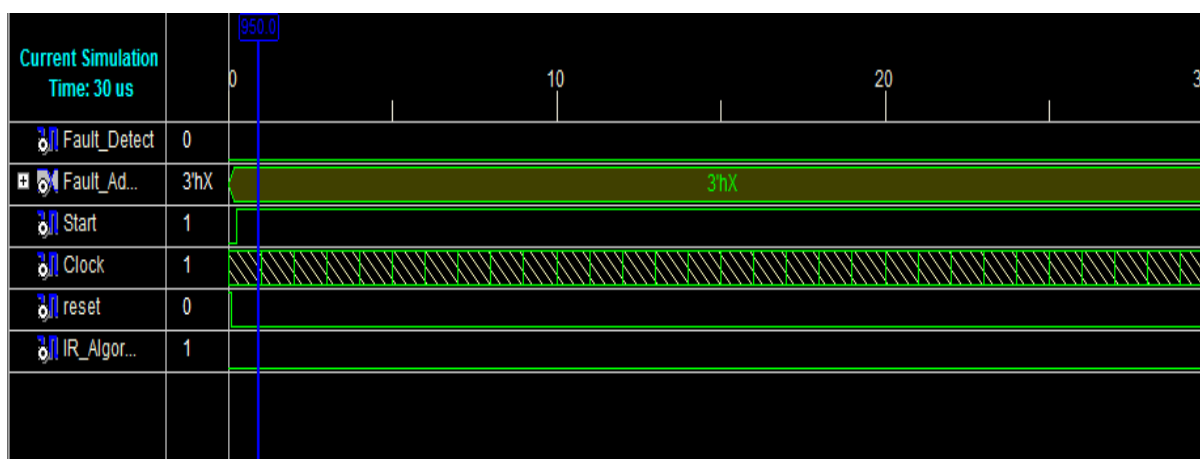 950.0
Current Simulation
Time: 30 us
0 10 20 3
Fault_Detect 0
Fault_Ad... 3'hX 3'hX
Start 1
Clock 1
reset 0
IR_Algor... 1